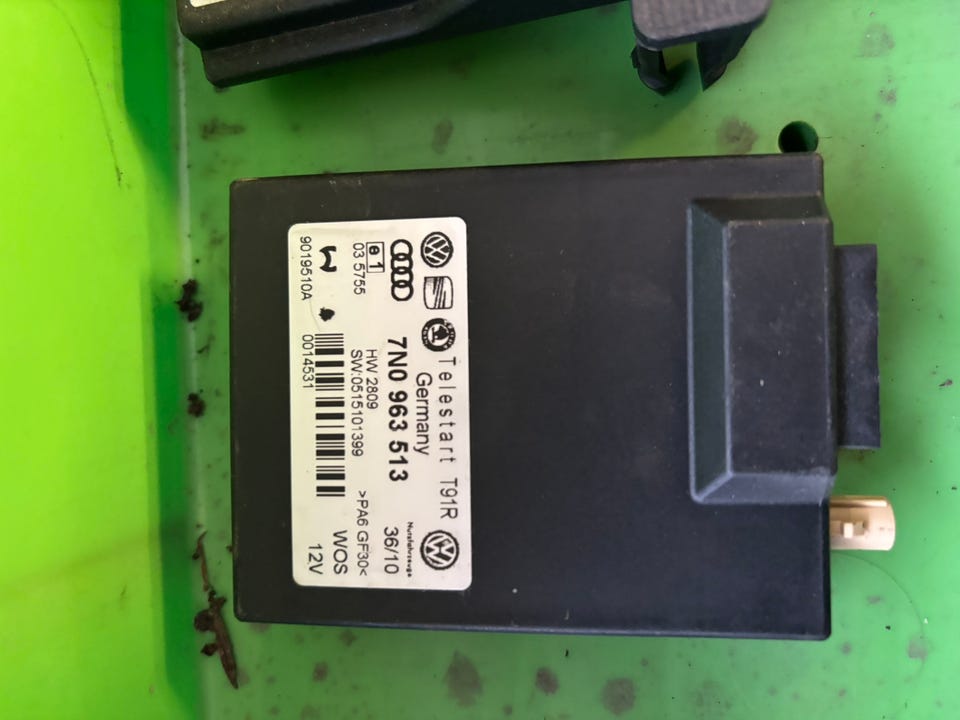 Telestart T91R
Germany
7N0 963 513
36/10
Nutzfahrzeuge
HW 2809
SW:0515101399
>PA6 GF30<
e1
03 5755
WOS
12V
9019510A
0014531